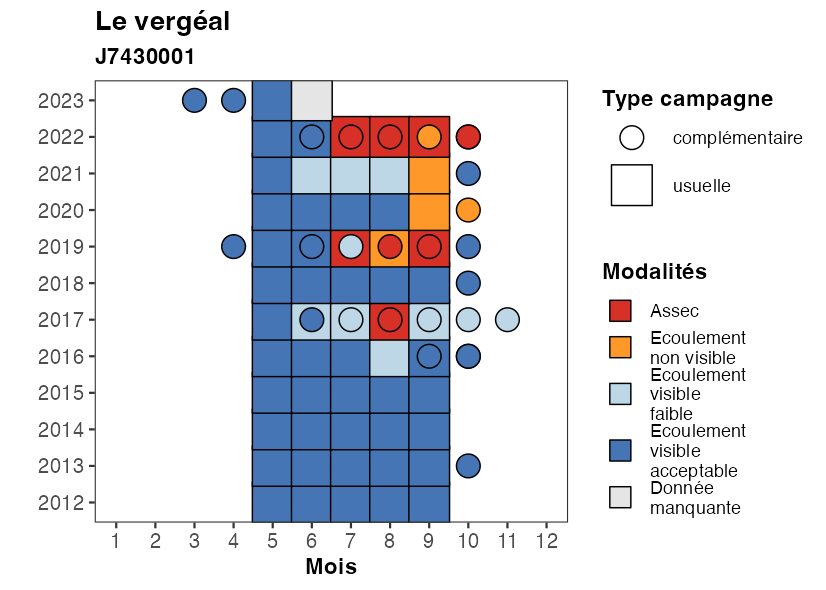 Le vergéal
J7430001
2023
2022
2021
2020
2019
2018
2017
2016
2015
2014
2013
2012
1 2 3 4 5 6 7 8 9 10 11 12
Mois
Type campagne
complémentaire
usuelle
Modalités
Assec
Ecoulement
non visible
Ecoulement
visible
faible
Ecoulement
visible
acceptable
Donnée
manquante